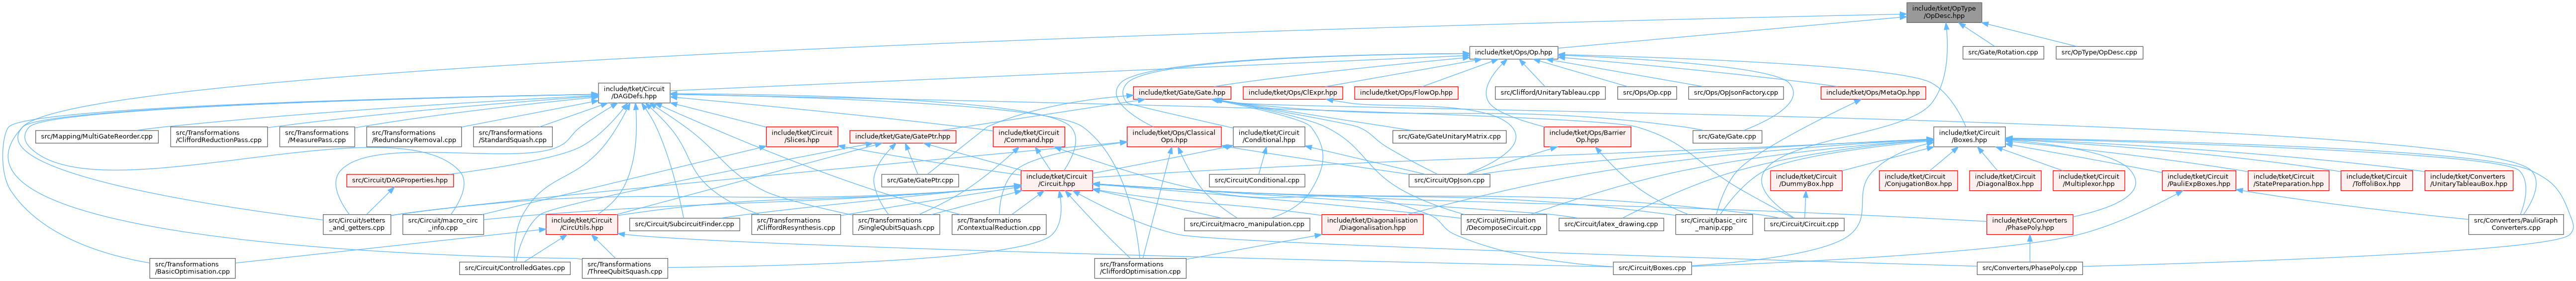 include/tket/OpType
/OpDesc.hpp
include/tket/Ops/Op.hpp
src/Gate/Rotation.cpp
src/OpType/OpDesc.cpp
include/tket/Circuit
/DAGDefs.hpp
include/tket/Gate/Gate.hpp
include/tket/Ops/ClExpr.hpp
include/tket/Ops/FlowOp.hpp
src/Clifford/UnitaryTableau.cpp
src/Ops/Op.cpp
src/Ops/OpJsonFactory.cpp
include/tket/Ops/MetaOp.hpp
src/Mapping/MultiGateReorder.cpp
src/Transformations
/CliffordReductionPass.cpp
src/Transformations
/MeasurePass.cpp
src/Transformations
/RedundancyRemoval.cpp
src/Transformations
/StandardSquash.cpp
include/tket/Circuit
/Slices.hpp
include/tket/Gate/GatePtr.hpp
include/tket/Circuit
/Command.hpp
include/tket/Ops/Classical
Ops.hpp
include/tket/Circuit
/Conditional.hpp
src/Gate/GateUnitaryMatrix.cpp
include/tket/Ops/Barrier
Op.hpp
src/Gate/Gate.cpp
include/tket/Circuit
/Boxes.hpp
src/Circuit/DAGProperties.hpp
src/Gate/GatePtr.cpp
include/tket/Circuit
/Circuit.hpp
src/Circuit/Conditional.cpp
src/Circuit/OpJson.cpp
include/tket/Circuit
/DummyBox.hpp
include/tket/Circuit
/ConjugationBox.hpp
include/tket/Circuit
/DiagonalBox.hpp
include/tket/Circuit
/Multiplexor.hpp
include/tket/Circuit
/PauliExpBoxes.hpp
include/tket/Circuit
/StatePreparation.hpp
include/tket/Circuit
/ToffoliBox.hpp
include/tket/Converters
/UnitaryTableauBox.hpp
src/Circuit/setters
_and_getters.cpp
src/Circuit/macro_circ
_info.cpp
include/tket/Circuit
/CircUtils.hpp
src/Circuit/SubcircuitFinder.cpp
src/Transformations
/CliffordResynthesis.cpp
src/Transformations
/SingleQubitSquash.cpp
src/Transformations
/ContextualReduction.cpp
src/Circuit/macro_manipulation.cpp
include/tket/Diagonalisation
/Diagonalisation.hpp
src/Circuit/Simulation
/DecomposeCircuit.cpp
src/Circuit/latex_drawing.cpp
src/Circuit/basic_circ
_manip.cpp
src/Circuit/Circuit.cpp
include/tket/Converters
/PhasePoly.hpp
src/Converters/PauliGraph
Converters.cpp
src/Transformations
/BasicOptimisation.cpp
src/Circuit/ControlledGates.cpp
src/Transformations
/ThreeQubitSquash.cpp
src/Transformations
/CliffordOptimisation.cpp
src/Circuit/Boxes.cpp
src/Converters/PhasePoly.cpp